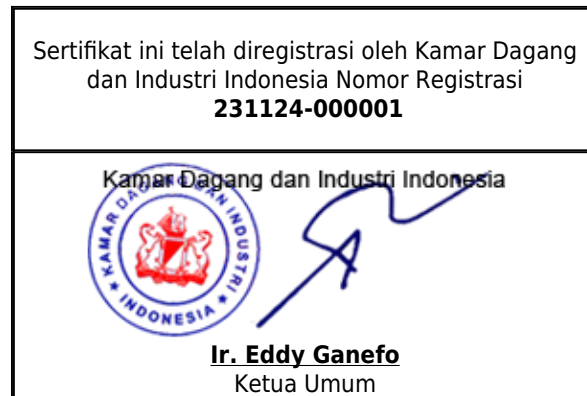 Sertifikat ini telah diregistrasi oleh Kamar Dagang
dan Industri Indonesia Nomor Registrasi
231124-000001
Kamar Dagang dan Industri Indonesia
KAMAR DAGANG DAN INDUSTRI
INDONESIA
Ir. Eddy Ganefo
Ketua Umum